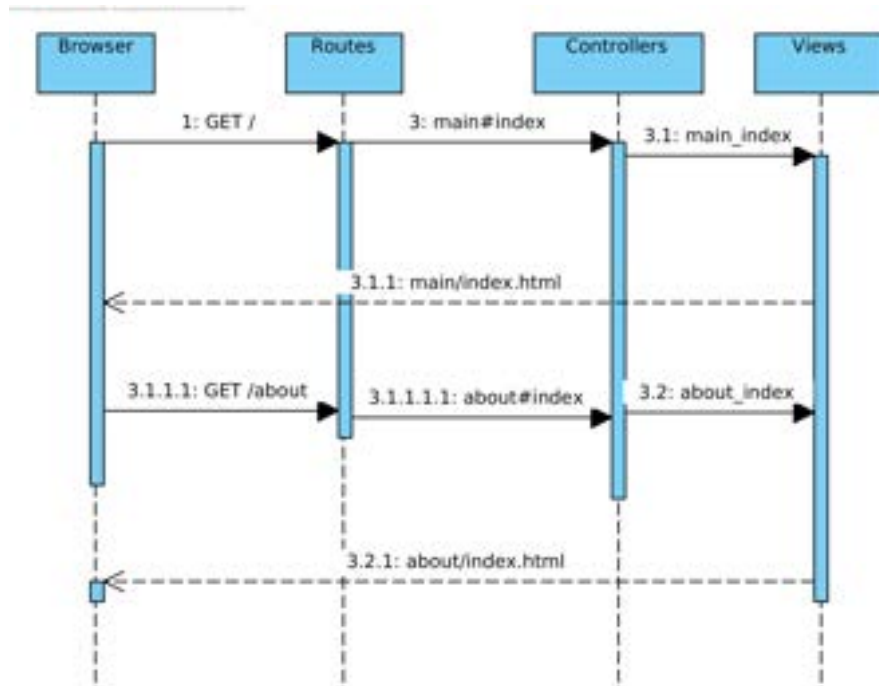 Browser
Routes
Controllers
Views
1: GET /
3: main#index
3.1: main_index
3.1.1: main/index.html
3.1.1.1: GET /about
3.1.1.1.1: about#index
3.2: about_index
3.2.1: about/index.html